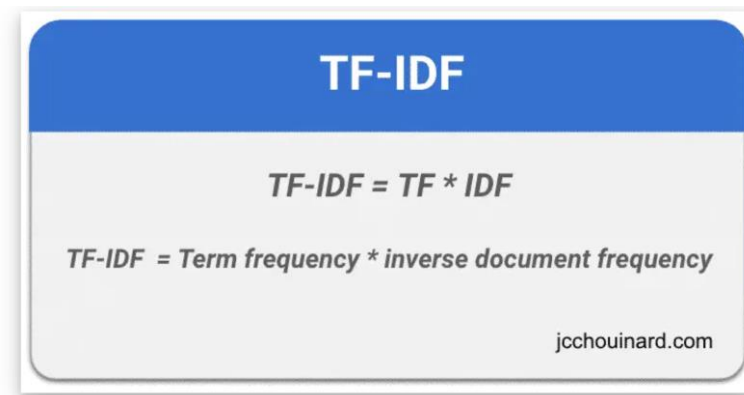 TF-IDF
TF-IDF = TF * IDF
TF-IDF = Term frequency * inverse document frequency
jcchouinard.com